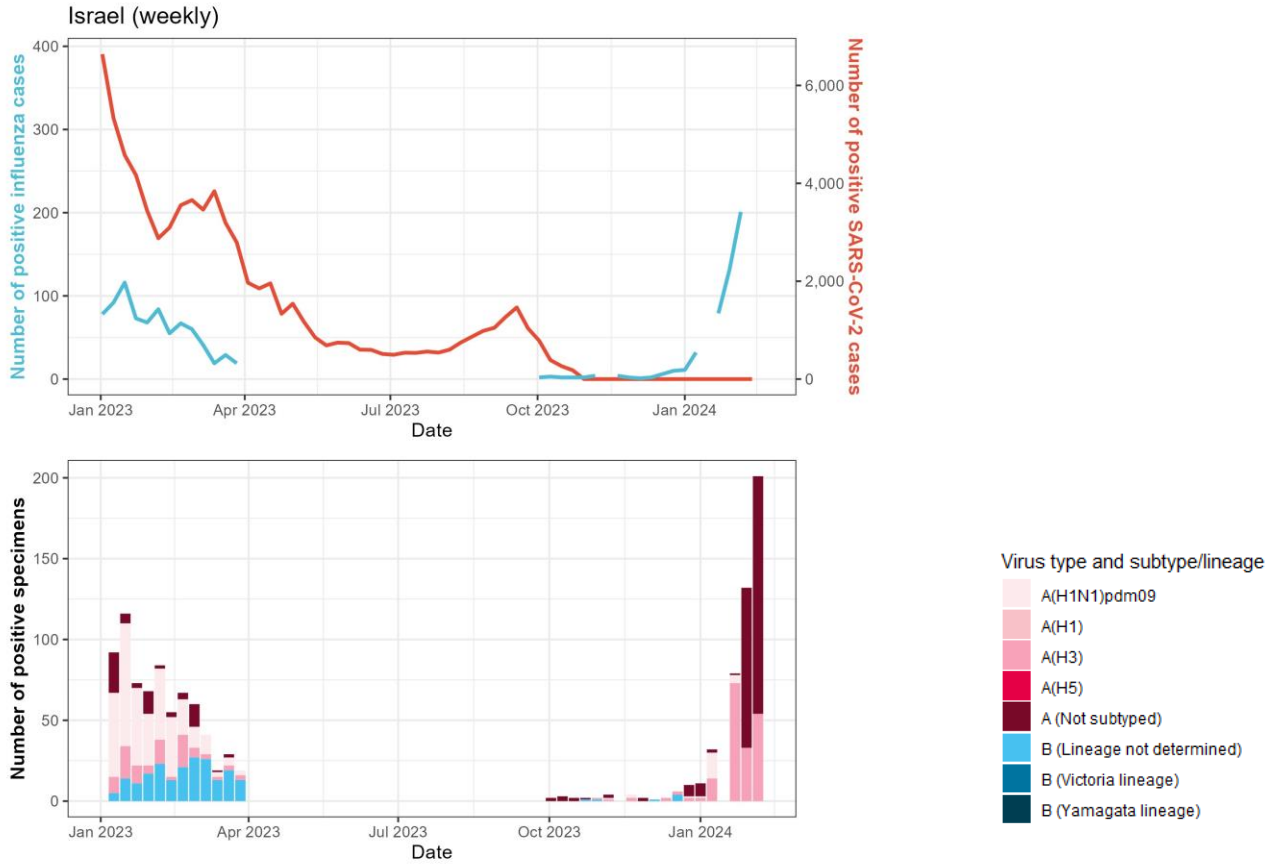 Israel (weekly)
Number of positive influenza cases
400
300
200
100
0
6,000
4,000
2,000
0
Number of positive SARS-CoV-2 cases
Jan 2023
Apr 2023
Jul 2023
Oct 2023
Jan 2024
Date
Number of positive specimens
200
150
100
50
0
Jan 2023
Apr 2023
Jul 2023
Oct 2023
Jan 2024
Date
Virus type and subtype/lineage
A(H1N1)pdm09
A(H1)
A(H3)
A(H5)
A (Not subtyped)
B (Lineage not determined)
B (Victoria lineage)
B (Yamagata lineage)